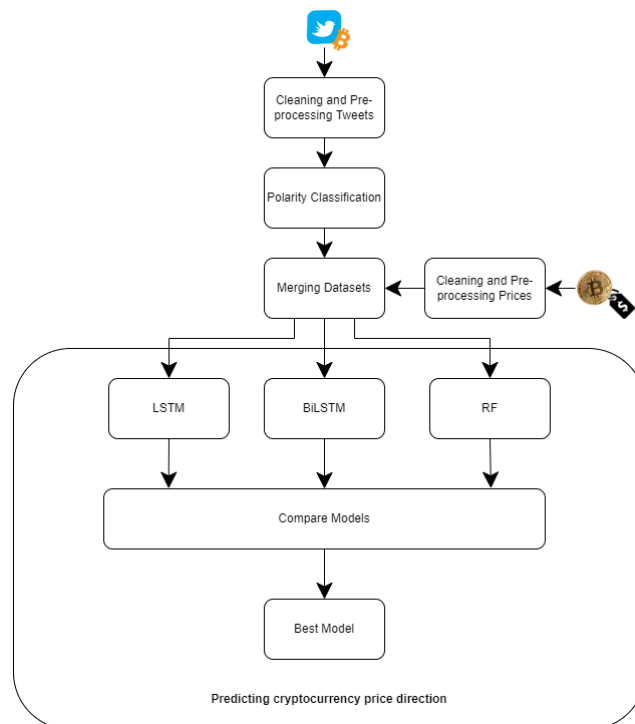 Cleaning and Pre-
processing Tweets
Polarity Classification
Merging Datasets
Cleaning and Pre-
processing Prices
LSTM
BiLSTM
RF
Compare Models
Best Model
Predicting cryptocurrency price direction